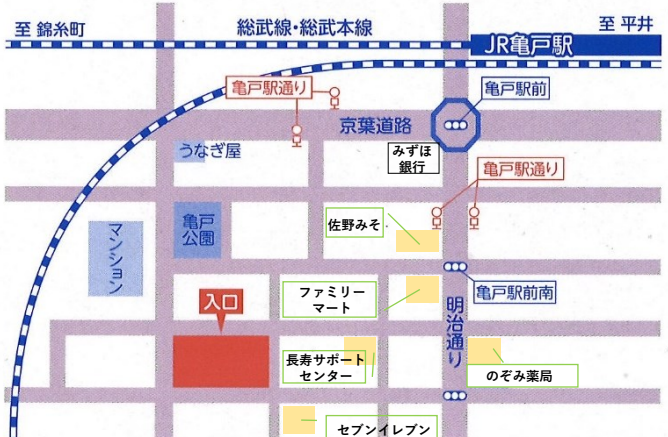 至 錦糸町
総武線・総武本線
至 平井
JR亀戸駅
亀戸駅通り
亀戸駅前
京葉道路
うなぎ屋
みずほ
銀行
亀戸駅通り
亀戸
公園
佐野みそ
マンション
ファミリー
マート
亀戸駅前南
入口
明治通り
長寿サポート
センター
のぞみ薬局
セブンイレブン